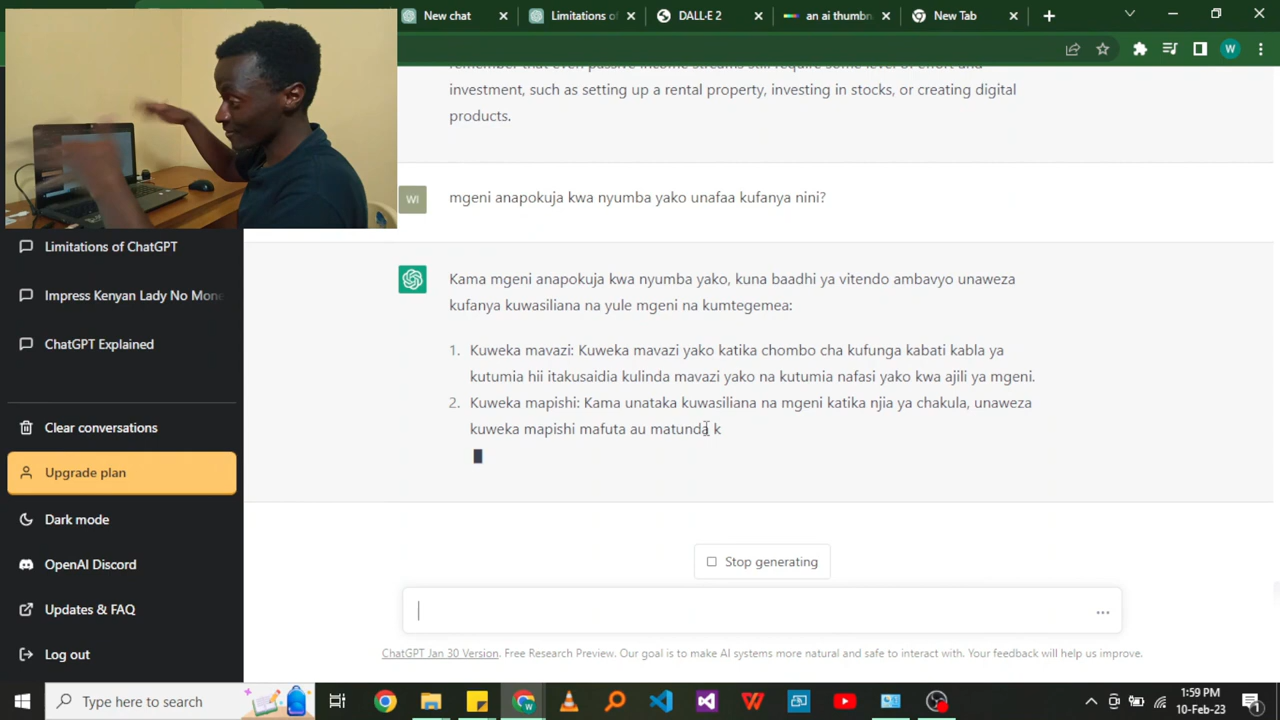 New chat
Limitations of
DALL·E 2
an ai thumbn
New Tab
W
investment, such as setting up a rental property, investing in stocks, or creating digital
products.
WI
mgeni anapokuja kwa nyumba yako unafaa kufanya nini?
Limitations of ChatGPT
Impress Kenyan Lady No Mone
ChatGPT Explained
Clear conversations
Upgrade plan
Dark mode
OpenAI Discord
Updates & FAQ
Log out
Kama mgeni anapokuja kwa nyumba yako, kuna baadhi ya vitendo ambavyo unaweza
kufanya kuwasiliana na yule mgeni na kumtegemea:
1. Kuweka mavazi: Kuweka mavazi yako katika chombo cha kufunga kabati kabla ya
kutumia hii itakusaidia kulinda mavazi yako na kutumia nafasi yako kwa ajili ya mgeni.
2. Kuweka mapishi: Kama unataka kuwasiliana na mgeni katika njia ya chakula, unaweza
kuweka mapishi mafuta au matunda k
Stop generating
ChatGPT Jan 30 Version. Free Research Preview. Our goal is to make AI systems more natural and safe to interact with. Your feedback will help us improve.
Type here to search
1:59 PM
10-Feb-23
1